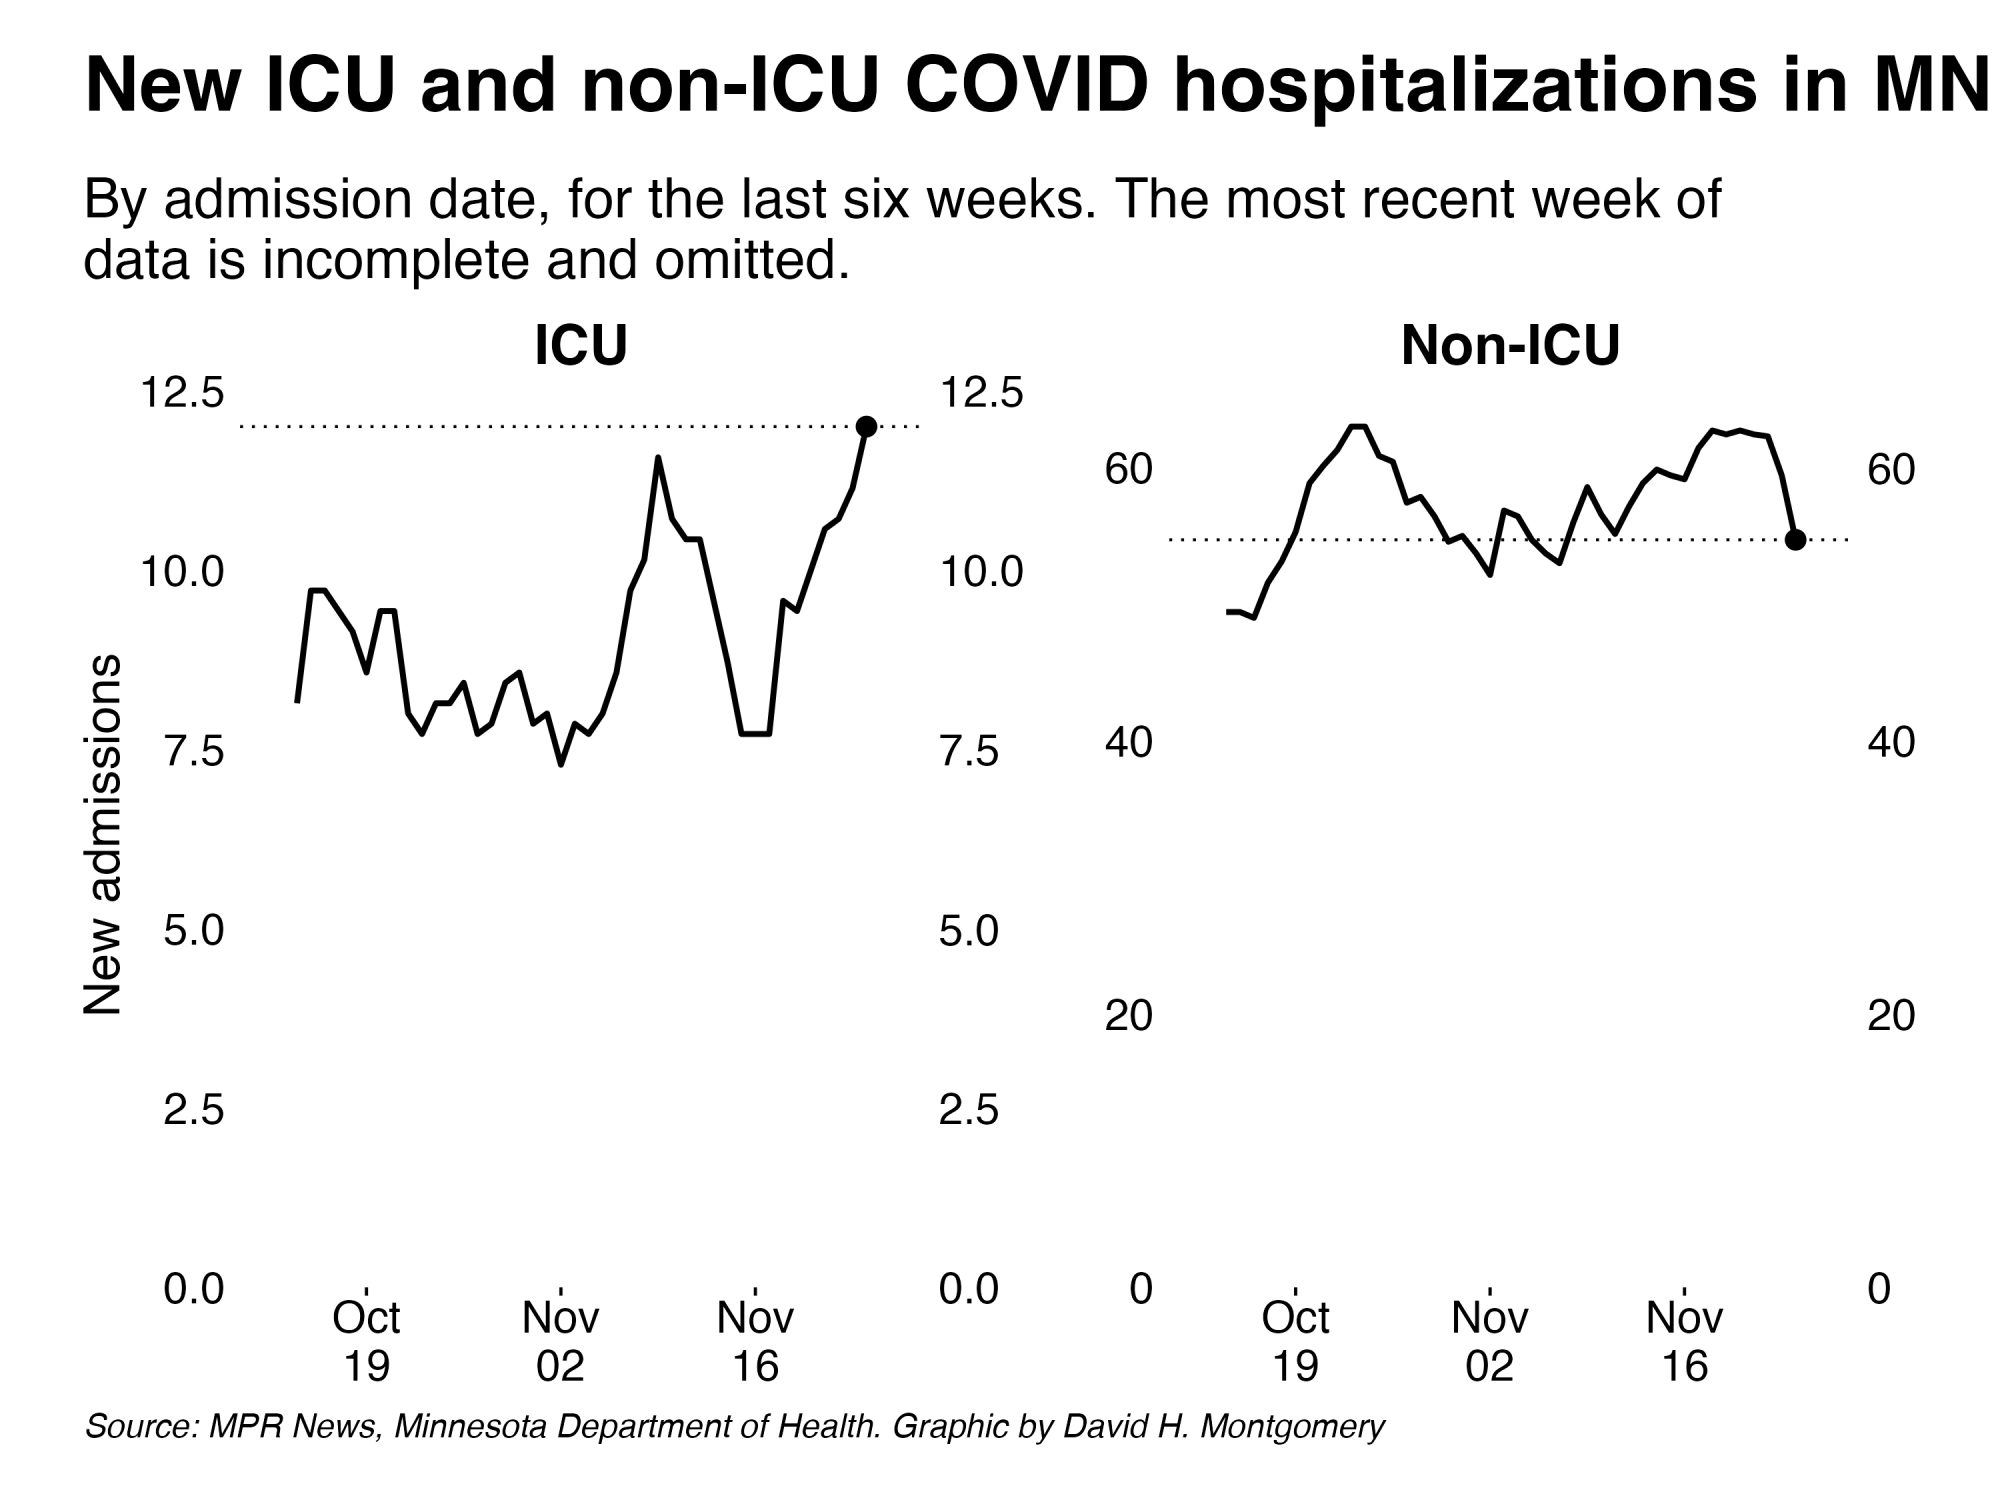 New ICU and non-ICU COVID hospitalizations in MN
By admission date, for the last six weeks. The most recent week of
data is incomplete and omitted.
ICU
Non-ICU
New admissions
12.5
10.0
7.5
5.0
2.5
0.0
12.5
10.0
7.5
5.0
2.5
0.0
60
40
20
0
60
40
20
0
Oct
19
Nov
02
Nov
16
Oct
19
Nov
02
Nov
16
Source: MPR News, Minnesota Department of Health. Graphic by David H. Montgomery